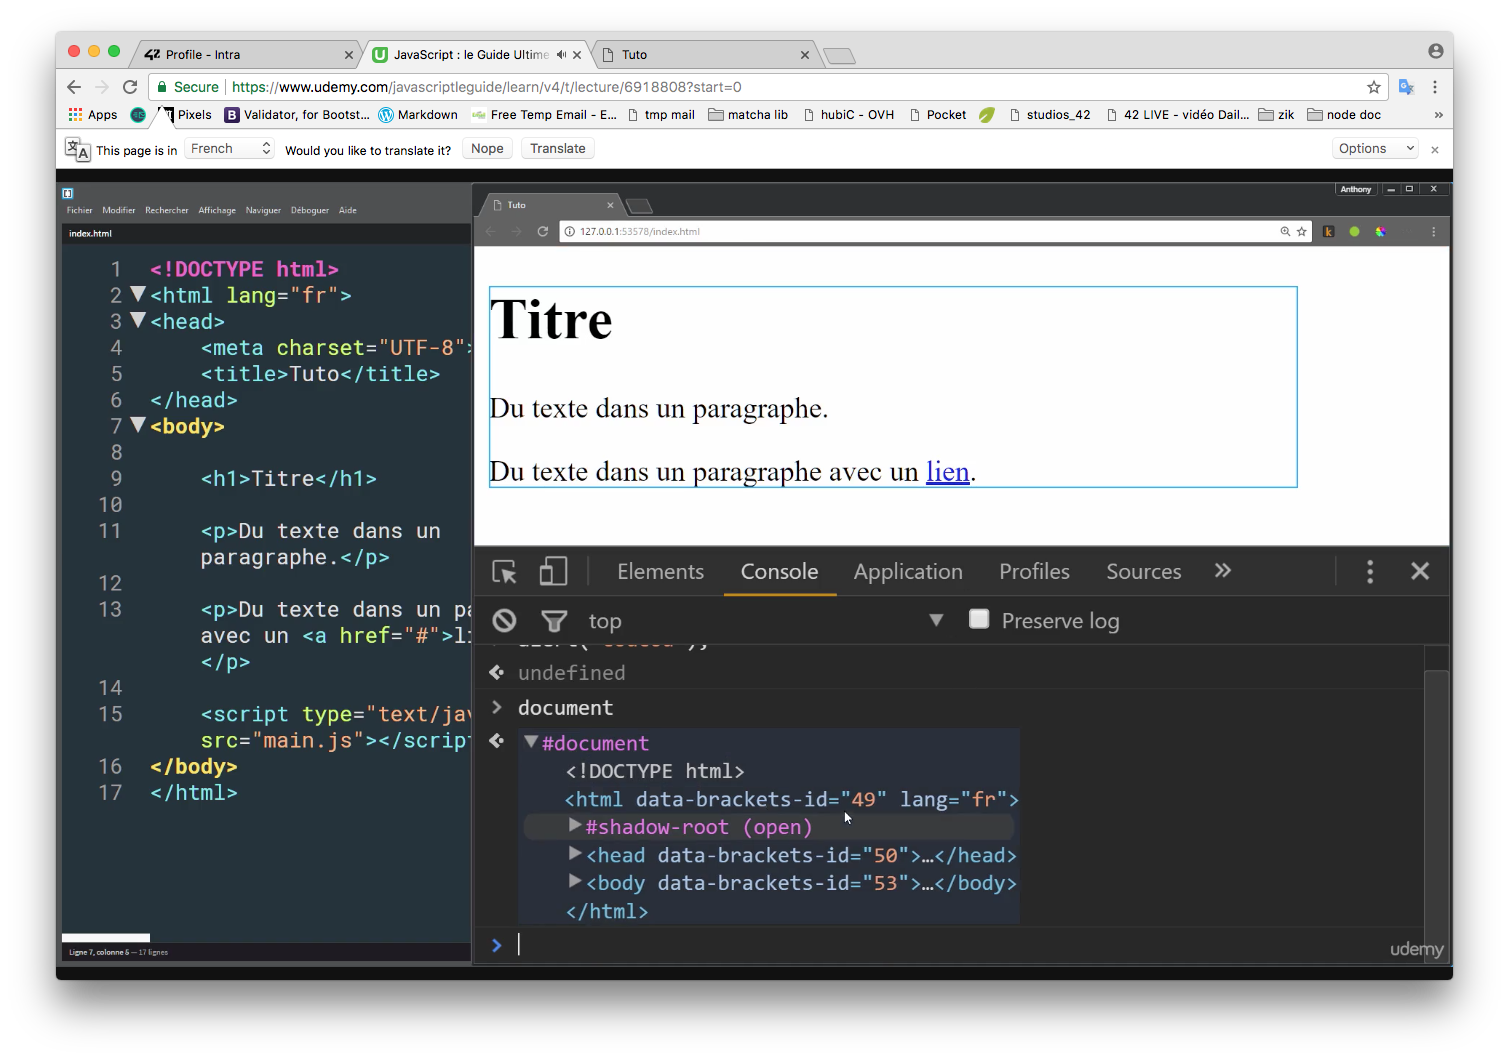 42 Profile - Intra
JavaScript : le Guide Ultime
Tuto
Secure
https://www.udemy.com/javascriptleguide/learn/v4/t/lecture/6918808?start=0
Apps
Pixels
B Validator, for Bootst...
Markdown
Free Temp Email - E...
tmp mail
matcha lib
hubiC - OVH
Pocket
studios_42
42 LIVE - vidéo Dail...
zik
node doc
»
This page is in
French
Would you like to translate it?
Nope
Translate
Options
Fichier Modifier Rechercher Affichage Naviguer Déboguer Aide
index.html
1 <!DOCTYPE html>
2 <html lang="fr">
3 <head>
4 <meta charset="UTF-8">
5 <title>Tuto</title>
6 </head>
7 <body>
8
9 <h1>Titre</h1>
10
11 <p>Du texte dans un
paragraphe.</p>
12
13 <p>Du texte dans un pa
avec un <a href="#">li
</p>
14
15 <script type="text/jav
src="main.js"></script
16 </body>
17 </html>
Ligne 7, colonne 5 — 17 lignes
Anthony
Tuto
127.0.0.1:53578/index.html
k
Titre
Du texte dans un paragraphe.
Du texte dans un paragraphe avec un lien.
Elements Console Application Profiles Sources »
top
Preserve log
undefined
> document
#document
<!DOCTYPE html>
<html data-brackets-id="49" lang="fr">
#shadow-root (open)
<head data-brackets-id="50">…</head>
<body data-brackets-id="53">…</body>
</html>
>
udemy